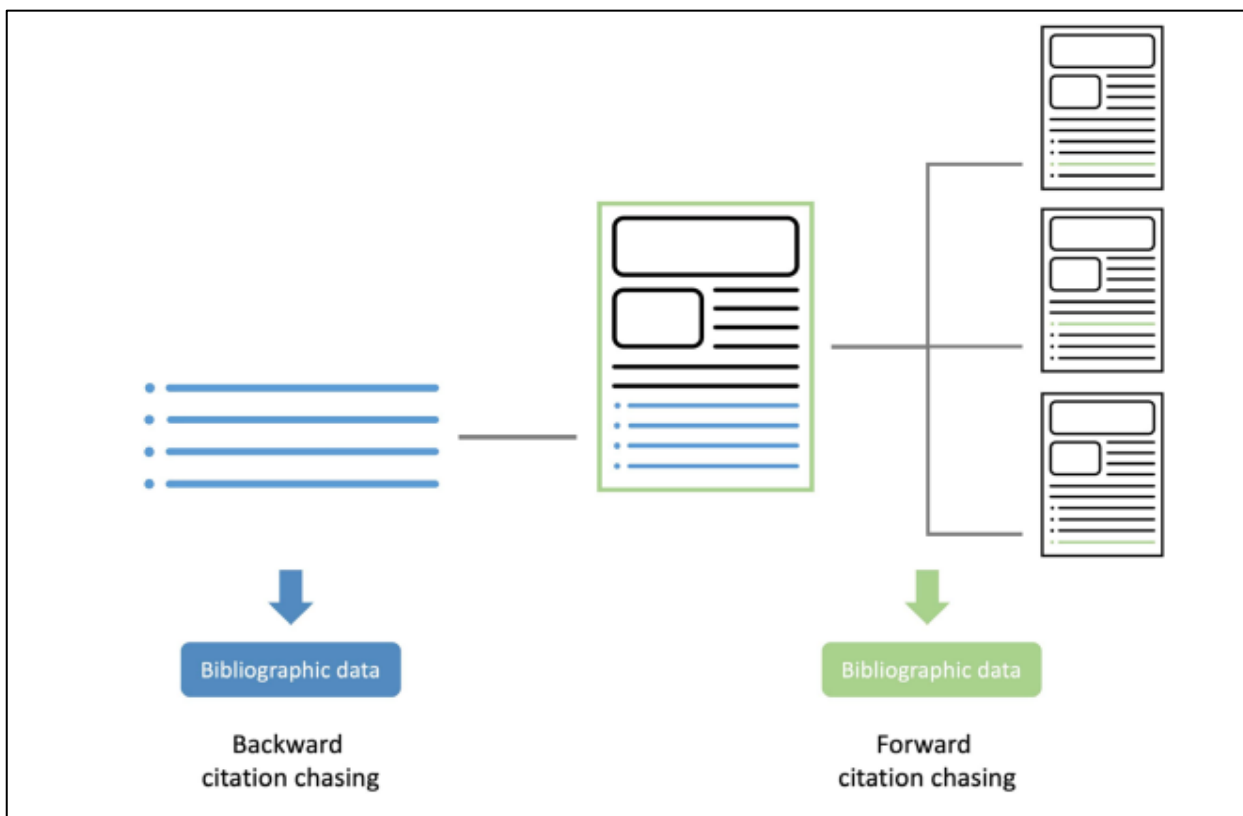 Bibliographic data
Bibliographic data
Backward
citation chasing
Forward
citation chasing